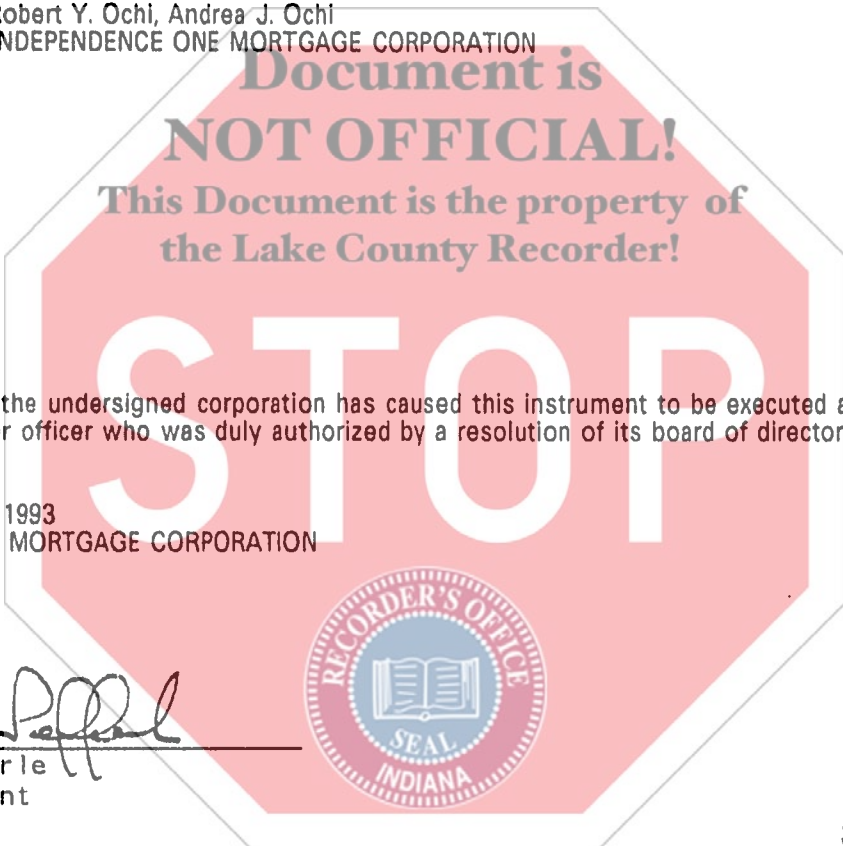 Robert Y. Ochi, Andrea J. Ochi
NDEPENDENCE ONE MORTGAGE CORPORATION
Document is
NOT OFFICIAL!
This Document is the property of
the Lake County Recorder!
STOP
the undersigned corporation has caused this instrument to be executed a
r officer who was duly authorized by a resolution of its board of director
1993
MORTGAGE CORPORATION
RECORDER'S OFFICE
SEAL
INDIANA
rle
nt